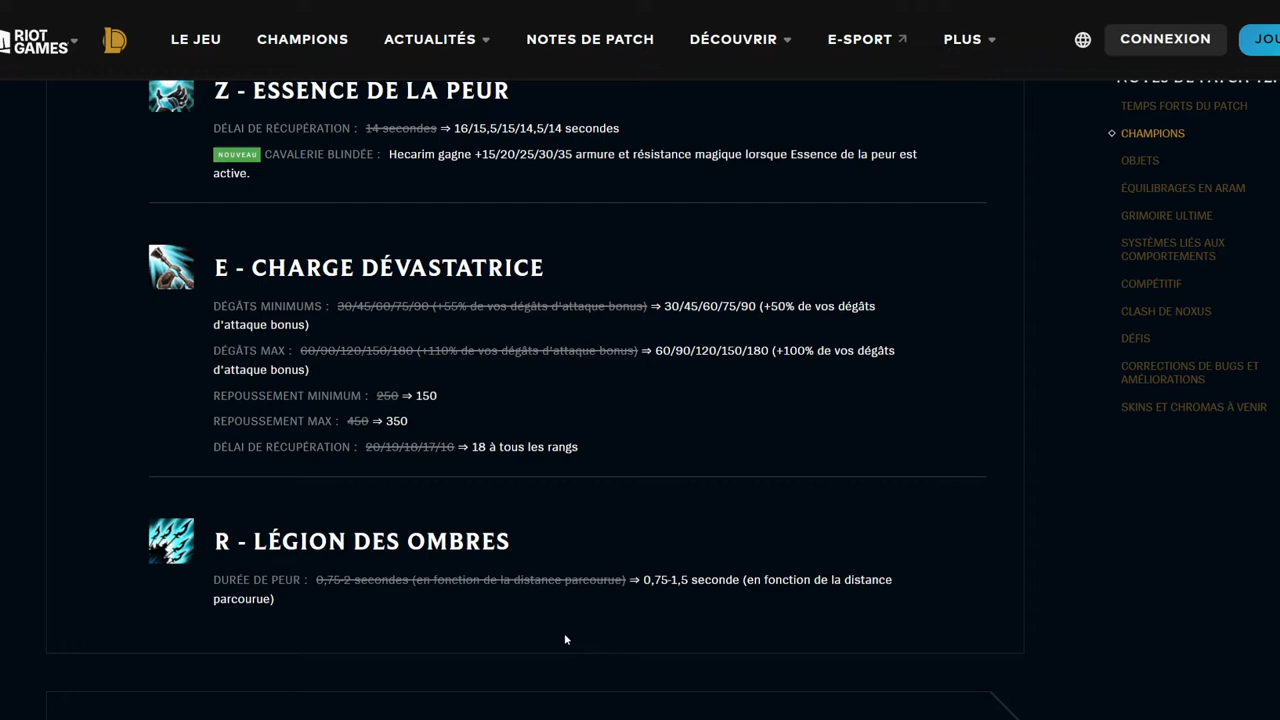 RIOT GAMES
LE JEU CHAMPIONS ACTUALITÉS NOTES DE PATCH DÉCOUVRIR E-SPORT PLUS CONNEXION JOU
Z - ESSENCE DE LA PEUR
DÉLAI DE RÉCUPÉRATION : 14 secondes ⇒ 16/15,5/15/14,5/14 secondes
NOUVEAU CAVALERIE BLINDÉE : Hecarim gagne +15/20/25/30/35 armure et résistance magique lorsque Essence de la peur est
active.
E - CHARGE DÉVASTATRICE
DÉGÂTS MINIMUMS : 30/45/60/75/90 (+55% de vos dégâts d'attaque bonus) ⇒ 30/45/60/75/90 (+50% de vos dégâts
d'attaque bonus)
DÉGÂTS MAX : 60/90/120/150/180 (+110% de vos dégâts d'attaque bonus) ⇒ 60/90/120/150/180 (+100% de vos dégâts
d'attaque bonus)
REPOUSSEMENT MINIMUM : 250 ⇒ 150
REPOUSSEMENT MAX : 450 ⇒ 350
DÉLAI DE RÉCUPÉRATION : 20/19/18/17/16 ⇒ 18 à tous les rangs
R - LÉGION DES OMBRES
DURÉE DE PEUR : 0,75-2 secondes (en fonction de la distance parcourue) ⇒ 0,75-1,5 seconde (en fonction de la distance
parcourue)
NOTES DE PATCH
TEMPS FORTS DU PATCH
CHAMPIONS
OBJETS
ÉQUILIBRAGES EN ARAM
GRIMOIRE ULTIME
SYSTÈMES LIÉS AUX
COMPORTEMENTS
COMPÉTITIF
CLASH DE NOXUS
DÉFIS
CORRECTIONS DE BUGS ET
AMÉLIORATIONS
SKINS ET CHROMAS À VENIR